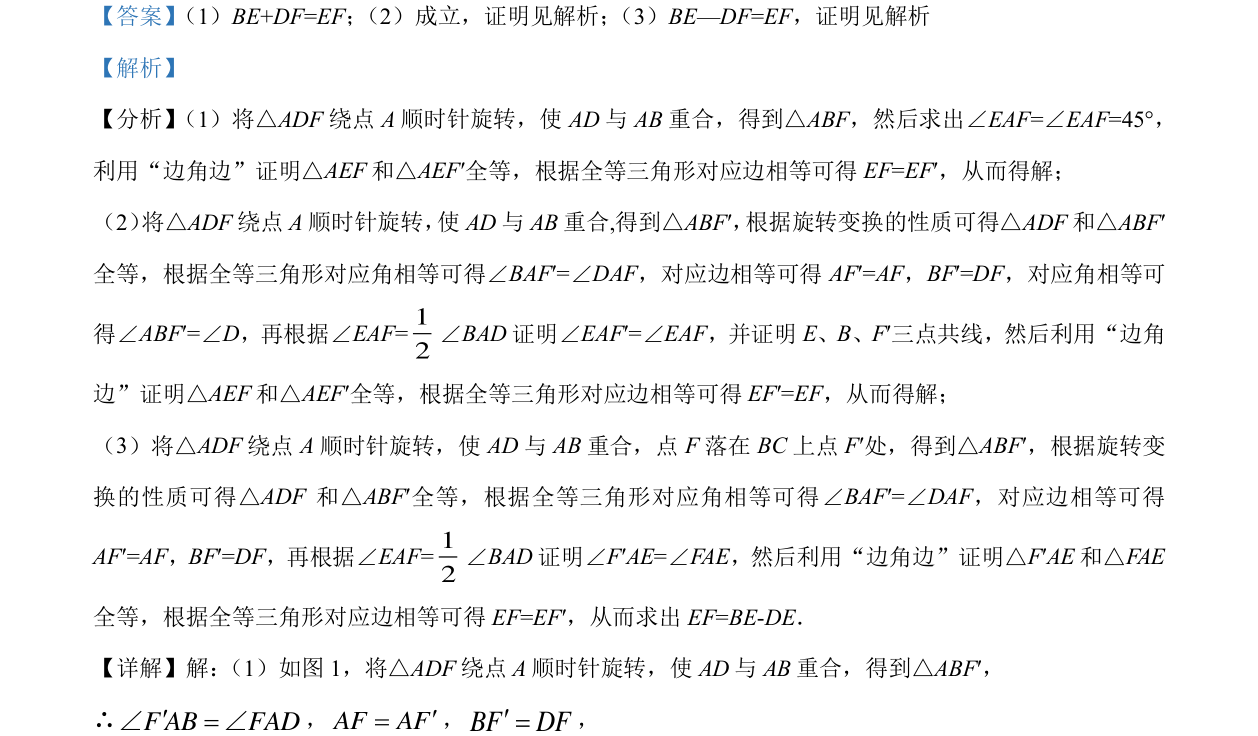 【答案】（1）BE+DF=EF；（2）成立，证明见解析；（3）BE—DF=EF，证明见解析
【解析】
【分析】（1）将△ADF 绕点 A 顺时针旋转，使 AD 与 AB 重合，得到△ABF，然后求出∠EAF=∠EAF=45°，
利用“边角边”证明△AEF 和△AEF′全等，根据全等三角形对应边相等可得 EF=EF′，从而得解；
（2）将△ADF 绕点 A 顺时针旋转，使 AD 与 AB 重合,得到△ABF′，根据旋转变换的性质可得△ADF 和△ABF′
全等，根据全等三角形对应角相等可得∠BAF′=∠DAF，对应边相等可得 AF′=AF，BF′=DF，对应角相等可
得∠ABF′=∠D，再根据∠EAF=1/2 ∠BAD 证明∠EAF′=∠EAF，并证明 E、B、F′三点共线，然后利用“边角
边”证明△AEF 和△AEF′全等，根据全等三角形对应边相等可得 EF′=EF，从而得解；
（3）将△ADF 绕点 A 顺时针旋转，使 AD 与 AB 重合，点 F 落在 BC 上点 F′处，得到△ABF′，根据旋转变
换的性质可得△ADF 和△ABF′全等，根据全等三角形对应角相等可得∠BAF′=∠DAF，对应边相等可得
AF′=AF，BF′=DF，再根据∠EAF=1/2 ∠BAD 证明∠F′AE=∠FAE，然后利用“边角边”证明△F′AE 和△FAE
全等，根据全等三角形对应边相等可得 EF=EF′，从而求出 EF=BE-DE．
【详解】解：（1）如图 1，将△ADF 绕点 A 顺时针旋转，使 AD 与 AB 重合，得到△ABF′，
∴∠F′AB=∠FAD，AF=AF′，BF′=DF，